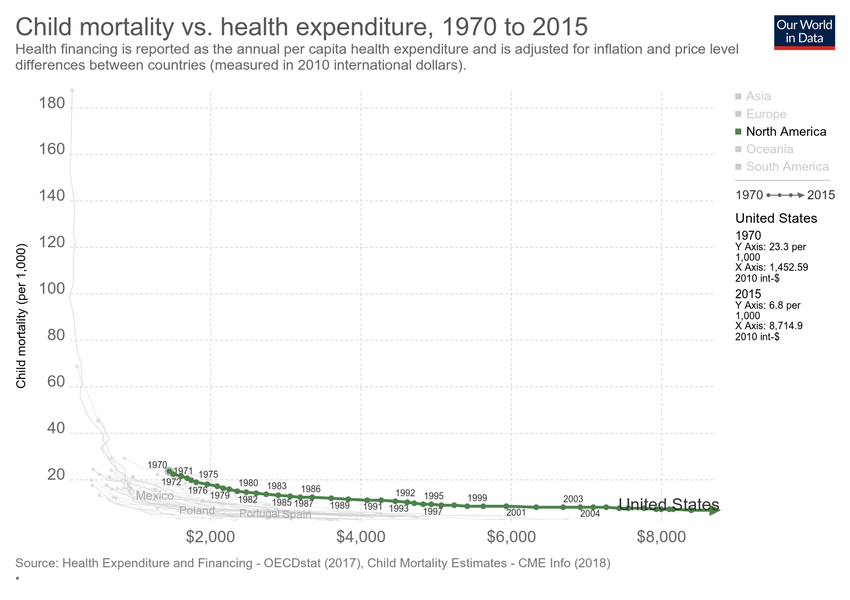 Child mortality vs. health expenditure, 1970 to 2015
Our World
in Data
Health financing is reported as the annual per capita health expenditure and is adjusted for inflation and price level
differences between countries (measured in 2010 international dollars).
Asia
Europe
North America
Oceania
South America
1970 2015
United States
1970
Y Axis: 23.3 per
1,000
X Axis: 1,452.59
2010 int-$
2015
Y Axis: 6.8 per
1,000
X Axis: 8,714.9
2010 int-$
Child mortality (per 1,000)
180
160
140
120
100
80
60
40
20
1970
1971
1972
1975
1976
1979
1980
1982
1983
1985
1986
1987
1989
1991
1992
1993
1995
1997
1999
2001
2003
2004
United States
Mexico
Poland
Portugal
Spain
$2,000
$4,000
$6,000
$8,000
Source: Health Expenditure and Financing - OECDstat (2017), Child Mortality Estimates - CME Info (2018)
•